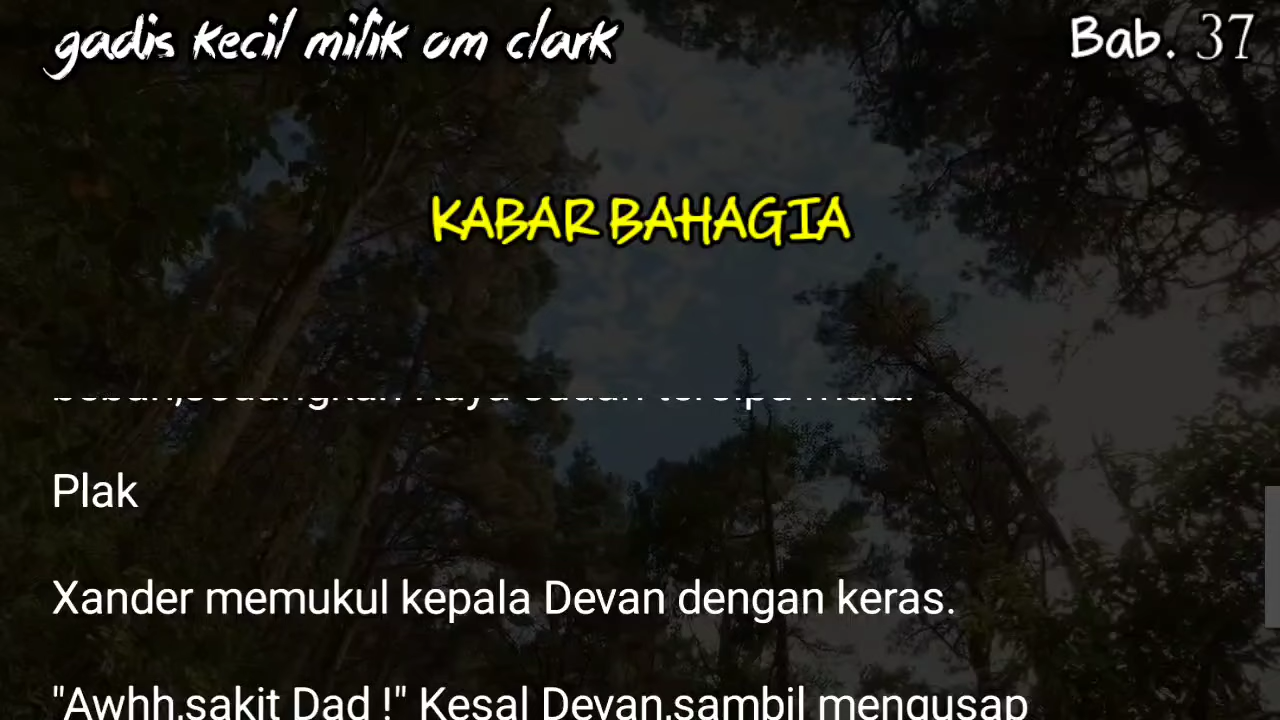 gadis kecil milik om clark
Bab. 37
KABAR BAHAGIA
Plak
Xander memukul kepala Devan dengan keras.
"Awhh,sakit Dad !" Kesal Devan,sambil mengusap